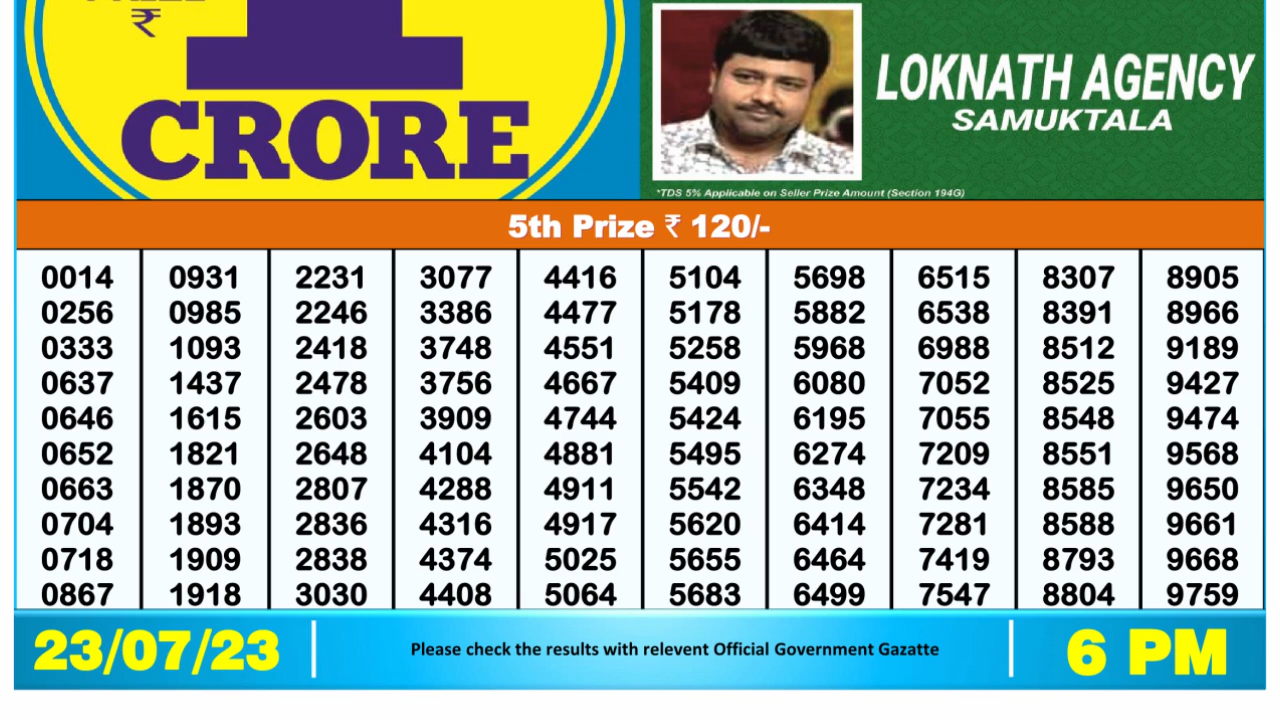 ₹
1
CRORE
LOKNATH AGENCY
SAMUKTALA
*TDS 5% Applicable on Seller Prize Amount (Section 194G)
5th Prize ₹ 120/-
0014 0931 2231 3077 4416 5104 5698 6515 8307 8905
0256 0985 2246 3386 4477 5178 5882 6538 8391 8966
0333 1093 2418 3748 4551 5258 5968 6988 8512 9189
0637 1437 2478 3756 4667 5409 6080 7052 8525 9427
0646 1615 2603 3909 4744 5424 6195 7055 8548 9474
0652 1821 2648 4104 4881 5495 6274 7209 8551 9568
0663 1870 2807 4288 4911 5542 6348 7234 8585 9650
0704 1893 2836 4316 4917 5620 6414 7281 8588 9661
0718 1909 2838 4374 5025 5655 6464 7419 8793 9668
0867 1918 3030 4408 5064 5683 6499 7547 8804 9759
23/07/23
Please check the results with relevent Official Government Gazatte
6 PM